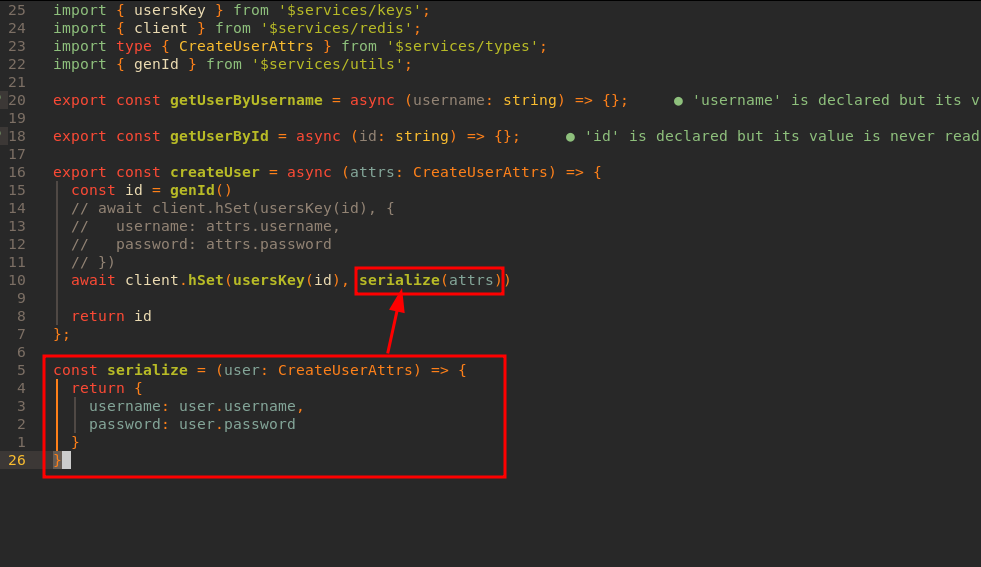 25 import { usersKey } from '$services/keys';
24 import { client } from '$services/redis';
23 import type { CreateUserAttrs } from '$services/types';
22 import { genId } from '$services/utils';
21
20 export const getUserByUsername = async (username: string) => {}; ● 'username' is declared but its v
19
18 export const getUserById = async (id: string) => {}; ● 'id' is declared but its value is never read
17
16 export const createUser = async (attrs: CreateUserAttrs) => {
15 const id = genId()
14 // await client.hSet(usersKey(id), {
13 // username: attrs.username,
12 // password: attrs.password
11 // })
10 await client.hSet(usersKey(id), serialize(attrs))
9
8 return id
7 };
6
5 const serialize = (user: CreateUserAttrs) => {
4 return {
3 username: user.username,
2 password: user.password
1 }
26 }